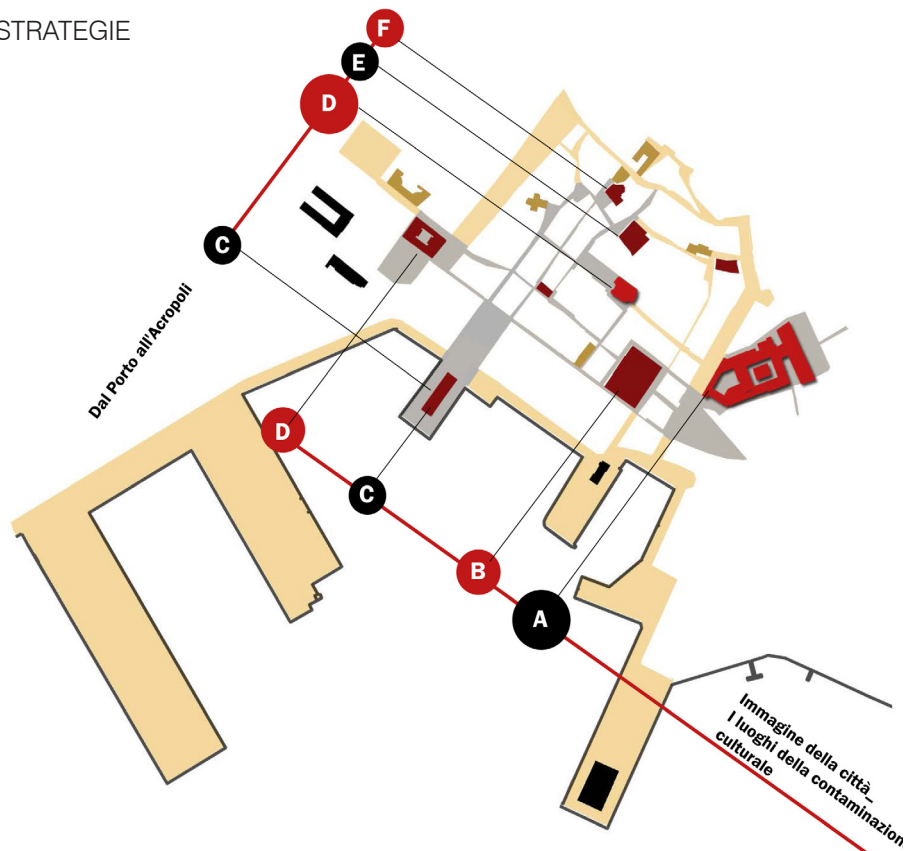 STRATEGIE
F
E
D
C
Dal Porto all'Acropoli
D
C
B
A
Immagine della città_
I luoghi della contaminazion
culturale